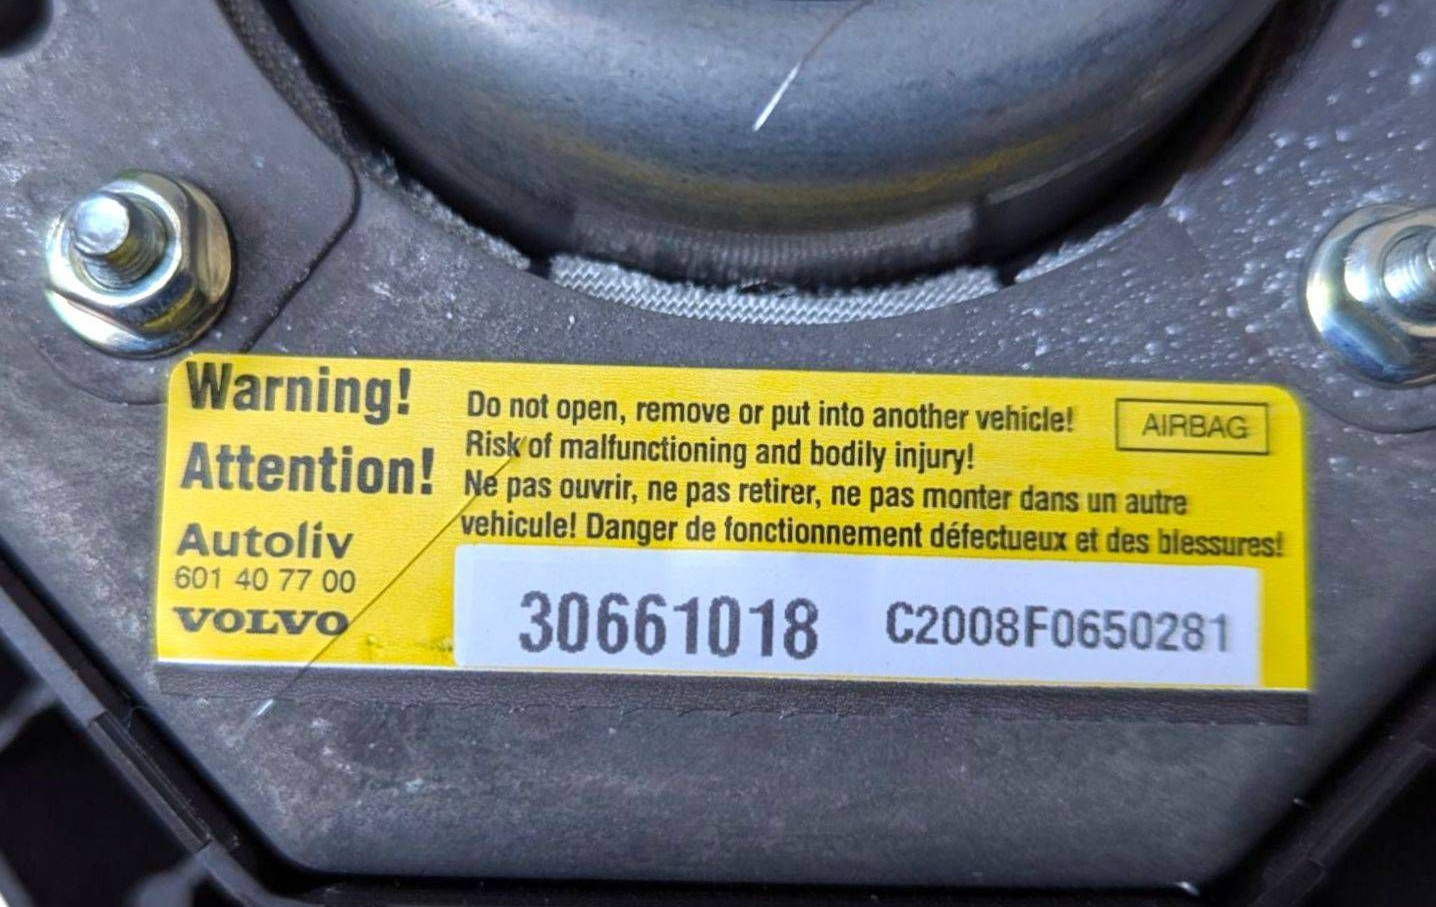 Warning!
Attention!
Autoliv
601 40 77 00
VOLVO
Do not open, remove or put into another vehicle!
Risk of malfunctioning and bodily injury!
Ne pas ouvrir, ne pas retirer, ne pas monter dans un autre
vehicule! Danger de fonctionnement défectueux et des blessures!
AIRBAG
30661018 C2008F0650281